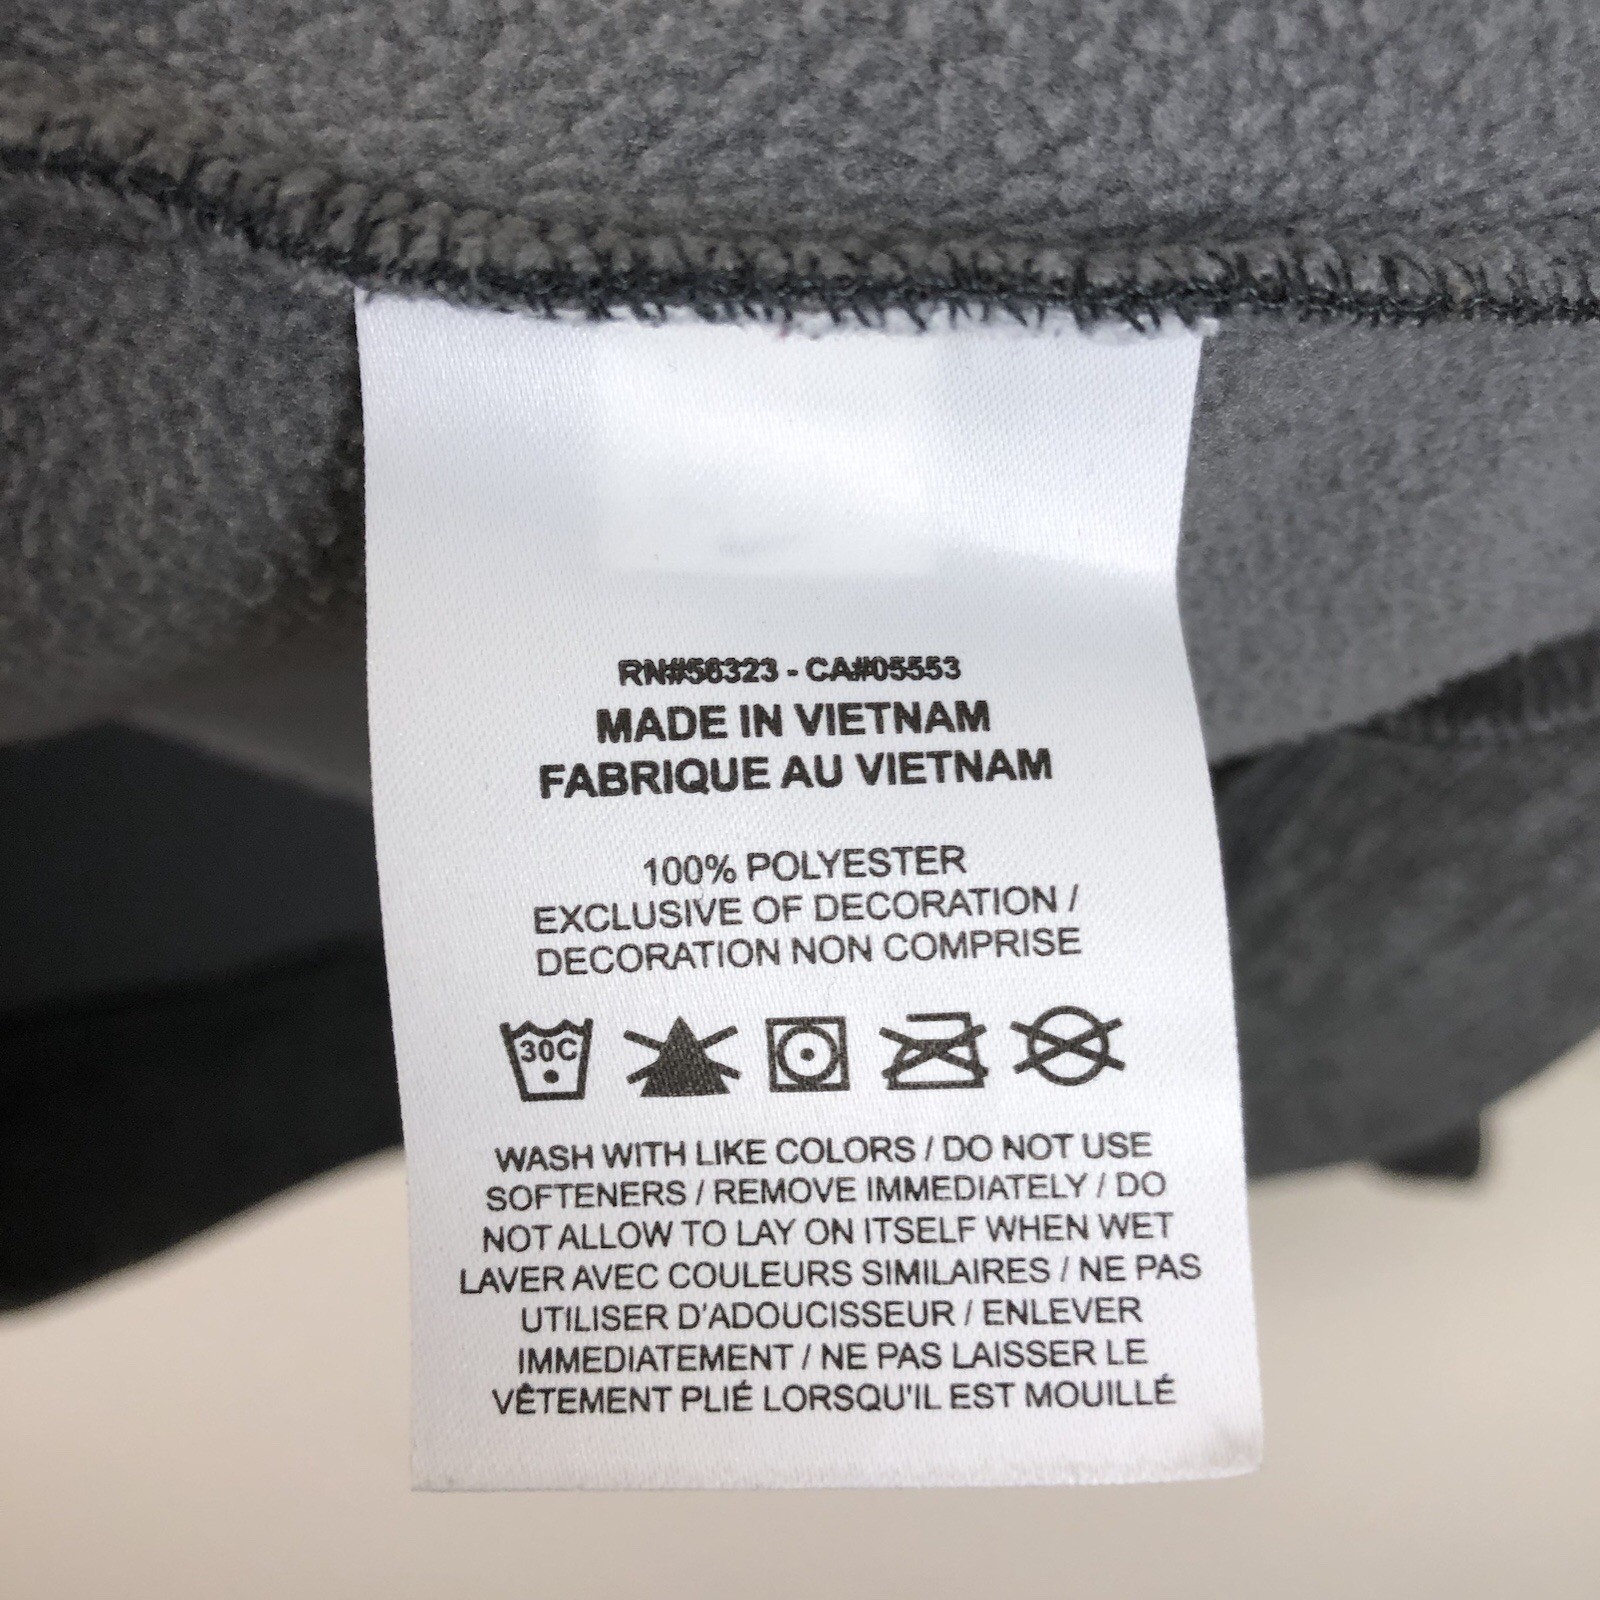 RN#56323 - CA#05553
MADE IN VIETNAM
FABRIQUE AU VIETNAM
100% POLYESTER
EXCLUSIVE OF DECORATION /
DECORATION NON COMPRISE
30C
WASH WITH LIKE COLORS / DO NOT USE
SOFTENERS / REMOVE IMMEDIATELY / DO
NOT ALLOW TO LAY ON ITSELF WHEN WET
LAVER AVEC COULEURS SIMILAIRES / NE PAS
UTILISER D'ADOUCISSEUR / ENLEVER
IMMEDIATEMENT / NE PAS LAISSER LE
VÊTEMENT PLIÉ LORSQU'IL EST MOUILLÉ